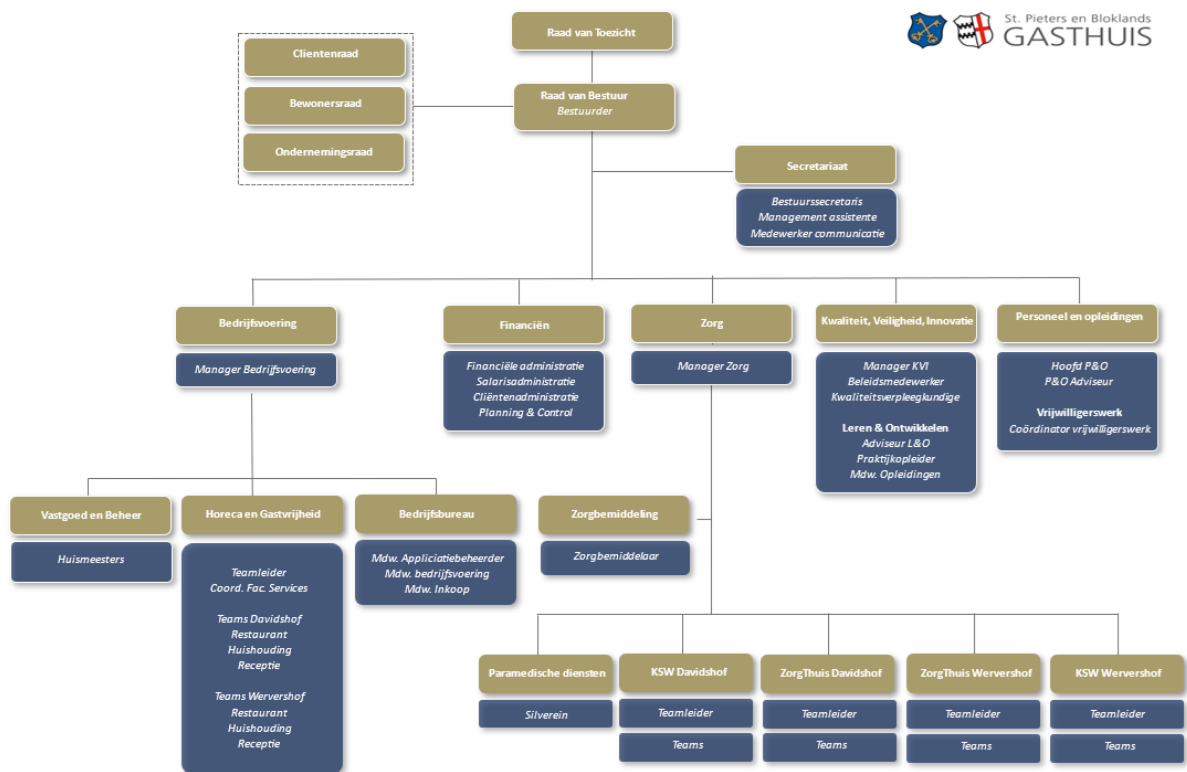 St. Pieters en Bloklands
GASTHUIS
Raad van Toezicht
Clientenraad
Bewonersraad
Ondernemingsraad
Raad van Bestuur
Bestuurder
Secretariaat
Bestuurssecretaris
Management assistente
Medewerker communicatie
Bedrijfsvoering
Manager Bedrijfsvoering
Financiën
Financiële administratie
Salarisadministratie
Cliëntenadministratie
Planning & Control
Zorg
Manager Zorg
Kwaliteit, Veiligheid, Innovatie
Manager KVI
Beleidsmedewerker
Kwaliteitsverpleegkundige
Leren & Ontwikkelen
Adviseur L&O
Praktijkopleider
Mdw. Opleidingen
Personeel en opleidingen
Hoofd P&O
P&O Adviseur
Vrijwilligerswerk
Coördinator vrijwilligerswerk
Vastgoed en Beheer
Huismeesters
Horeca en Gastvrijheid
Teamleider
Coord. Fac. Services
Teams Davidshof
Restaurant
Huishouding
Receptie
Teams Wervershof
Restaurant
Huishouding
Receptie
Bedrijfsbureau
Mdw. Appliciatiebeheerder
Mdw. bedrijfsvoering
Mdw. Inkoop
Zorgbemiddeling
Zorgbemiddelaar
Paramedische diensten
Silverein
KSW Davidshof
Teamleider
Teams
ZorgThuis Davidshof
Teamleider
Teams
ZorgThuis Wervershof
Teamleider
Teams
KSW Wervershof
Teamleider
Teams